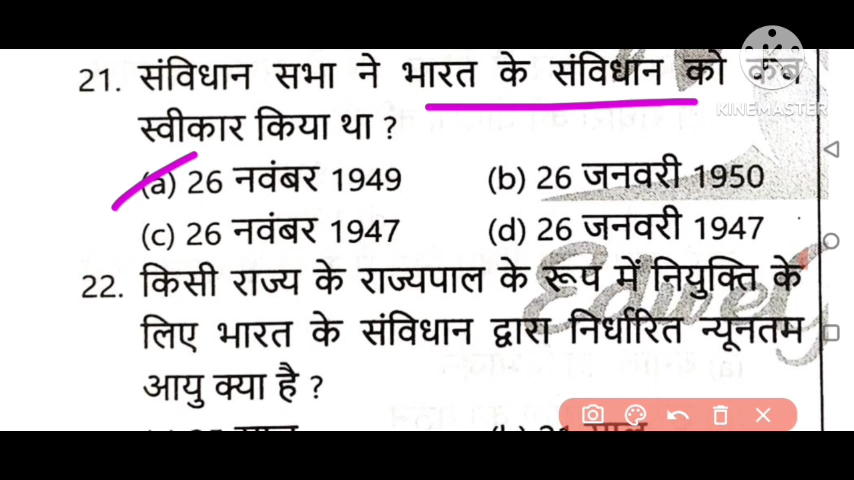 KINEMASTER
21. संविधान सभा ने भारत के संविधान को कब
स्वीकार किया था ?
(a) 26 नवंबर 1949 (b) 26 जनवरी 1950
(c) 26 नवंबर 1947 (d) 26 जनवरी 1947
22. किसी राज्य के राज्यपाल के रूप में नियुक्ति के
लिए भारत के संविधान द्वारा निर्धारित न्यूनतम
आयु क्या है ?